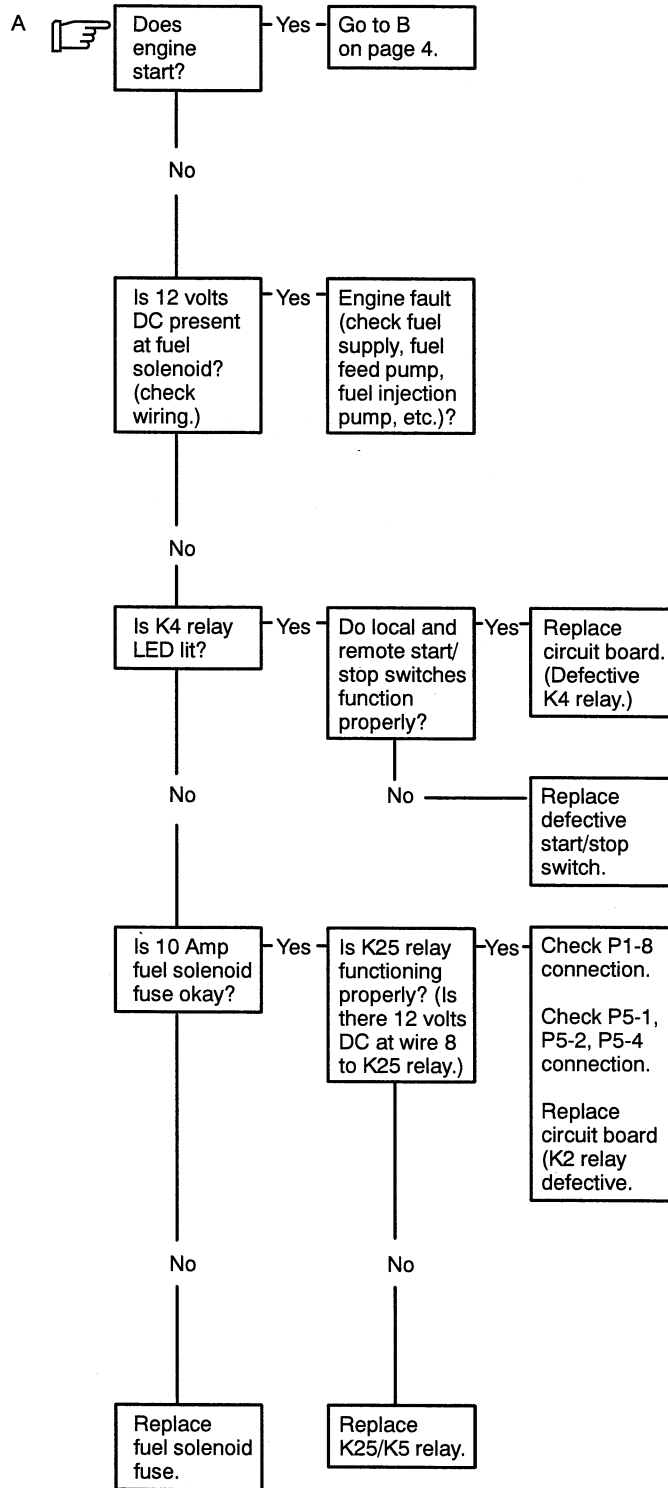 A
Does
engine
start?
Yes
Go to B
on page 4.
No
Is 12 volts
DC present
at fuel
solenoid?
(check
wiring.)
Yes
Engine fault
(check fuel
supply, fuel
feed pump,
fuel injection
pump, etc.)?
No
Is K4 relay
LED lit?
Yes
Do local and
remote start/
stop switches
function
properly?
Yes
Replace
circuit board.
(Defective
K4 relay.)
No
No
Replace
defective
start/stop
switch.
Is 10 Amp
fuel solenoid
fuse okay?
Yes
Is K25 relay
functioning
properly? (Is
there 12 volts
DC at wire 8
to K25 relay.)
Yes
Check P1-8
connection.
Check P5-1,
P5-2, P5-4
connection.
Replace
circuit board
(K2 relay
defective.
No
No
Replace
fuel solenoid
fuse.
Replace
K25/K5 relay.